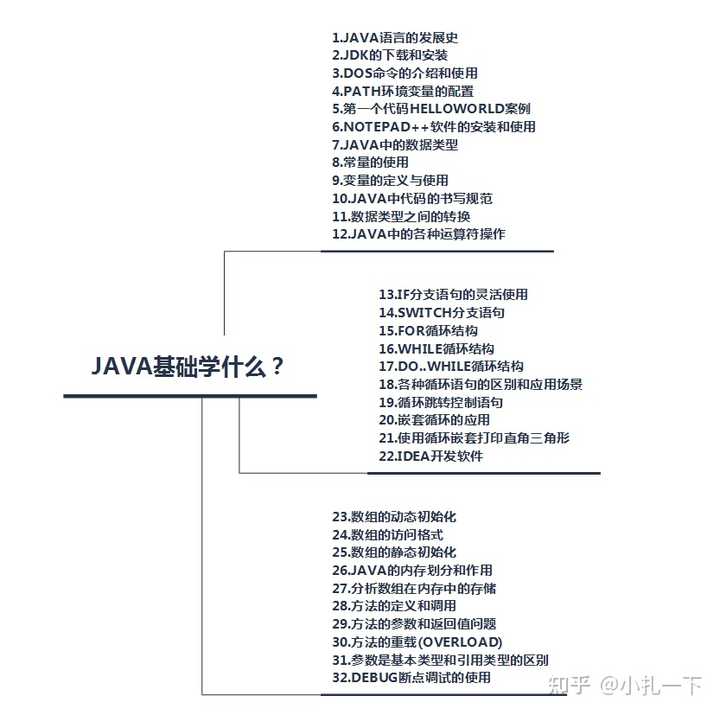 1.JAVA语言的发展史
2.JDK的下载和安装
3.DOS命令的介绍和使用
4.PATH环境变量的配置
5.第一个代码HELLOWORLD案例
6.NOTEPAD++软件的安装和使用
7.JAVA中的数据类型
8.常量的使用
9.变量的定义与使用
10.JAVA中代码的书写规范
11.数据类型之间的转换
12.JAVA中的各种运算符操作
13.IF分支语句的灵活使用
14.SWITCH分支语句
15.FOR循环结构
16.WHILE循环结构
17.DO..WHILE循环结构
18.各种循环语句的区别和应用场景
19.循环跳转控制语句
20.嵌套循环的应用
21.使用循环嵌套打印直角三角形
22.IDEA开发软件
JAVA基础学什么？
23.数组的动态初始化
24.数组的访问格式
25.数组的静态初始化
26.JAVA的内存划分和作用
27.分析数组在内存中的存储
28.方法的定义和调用
29.方法的参数和返回值问题
30.方法的重载(OVERLOAD)
31.参数是基本类型和引用类型的区别
32.DEBUG断点调试的使用
知乎 @小扎一下